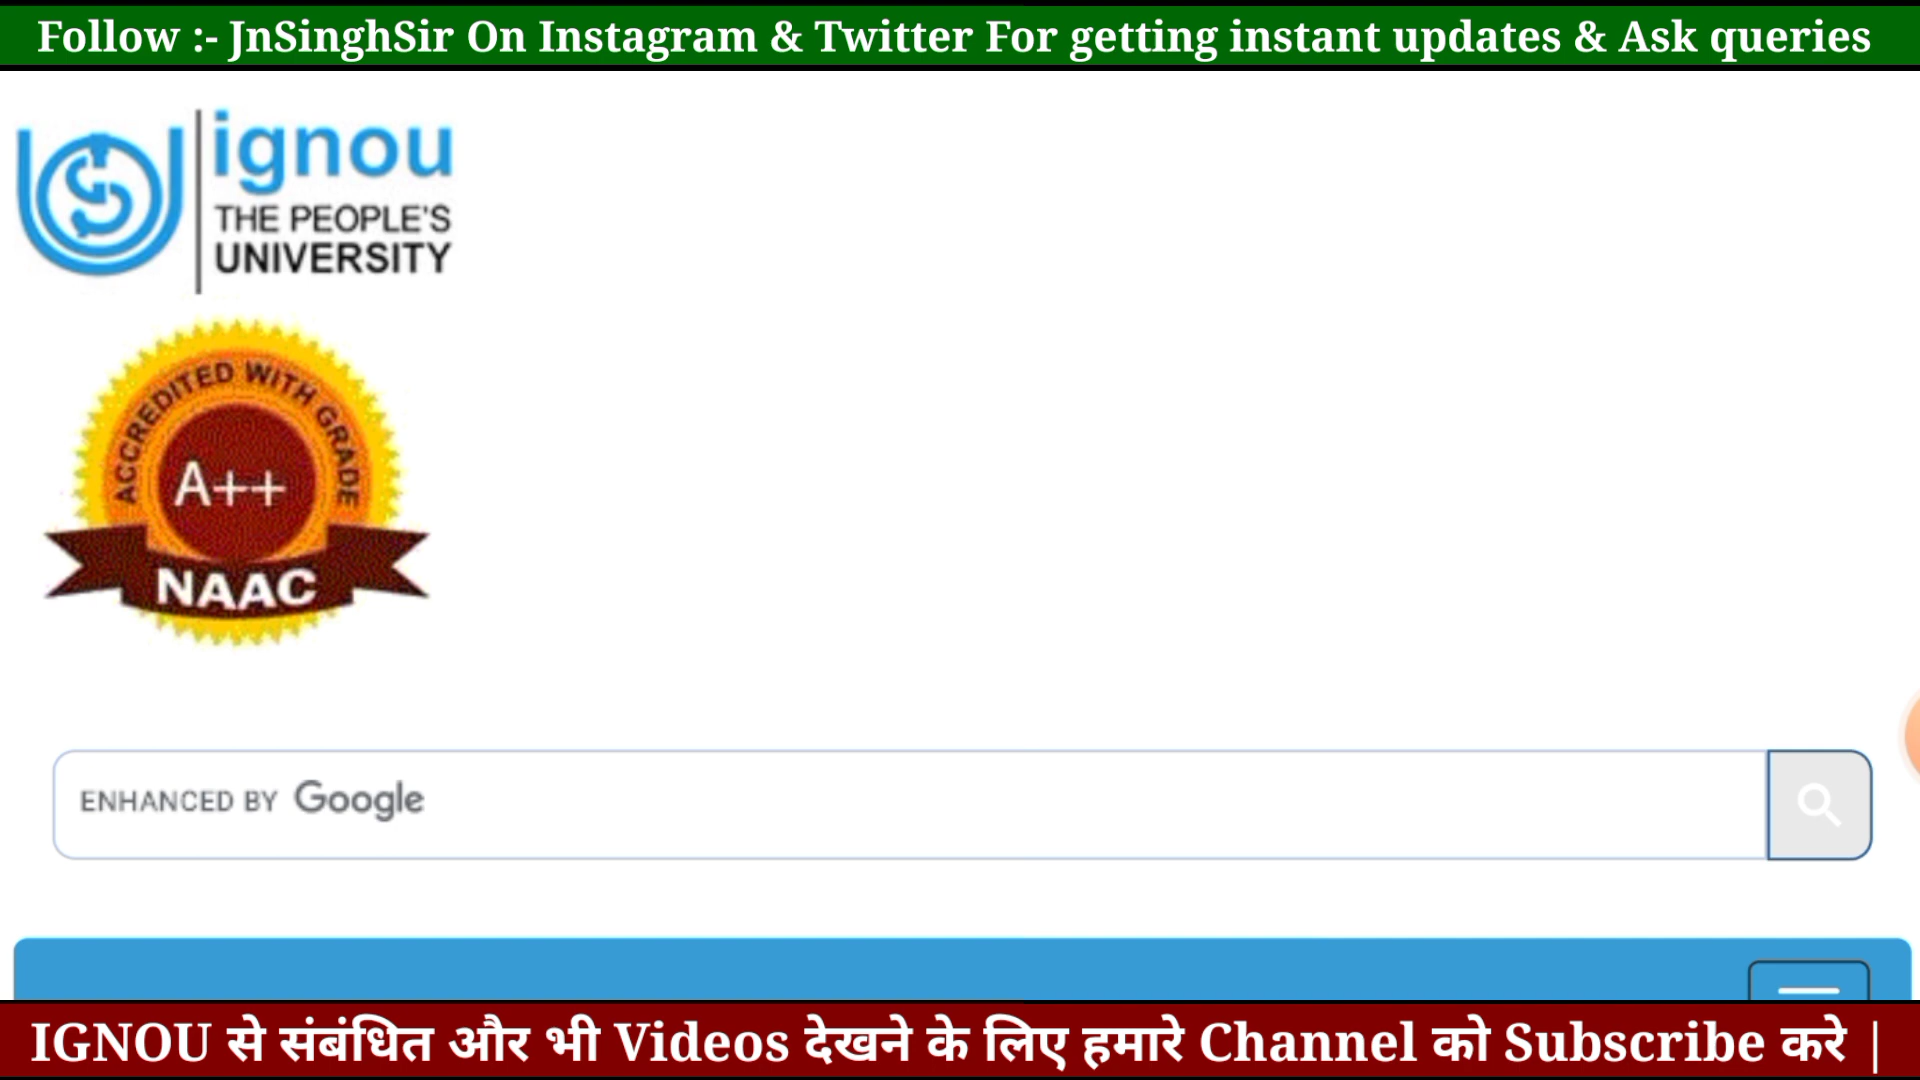 Follow :- JnSinghSir On Instagram & Twitter For getting instant updates & Ask queries
ignou
THE PEOPLE'S
UNIVERSITY
ACCREDITED WITH GRADE
A++
NAAC
ENHANCED BY Google
IGNOU से संबंधित और भी Videos देखने के लिए हमारे Channel को Subscribe करे |